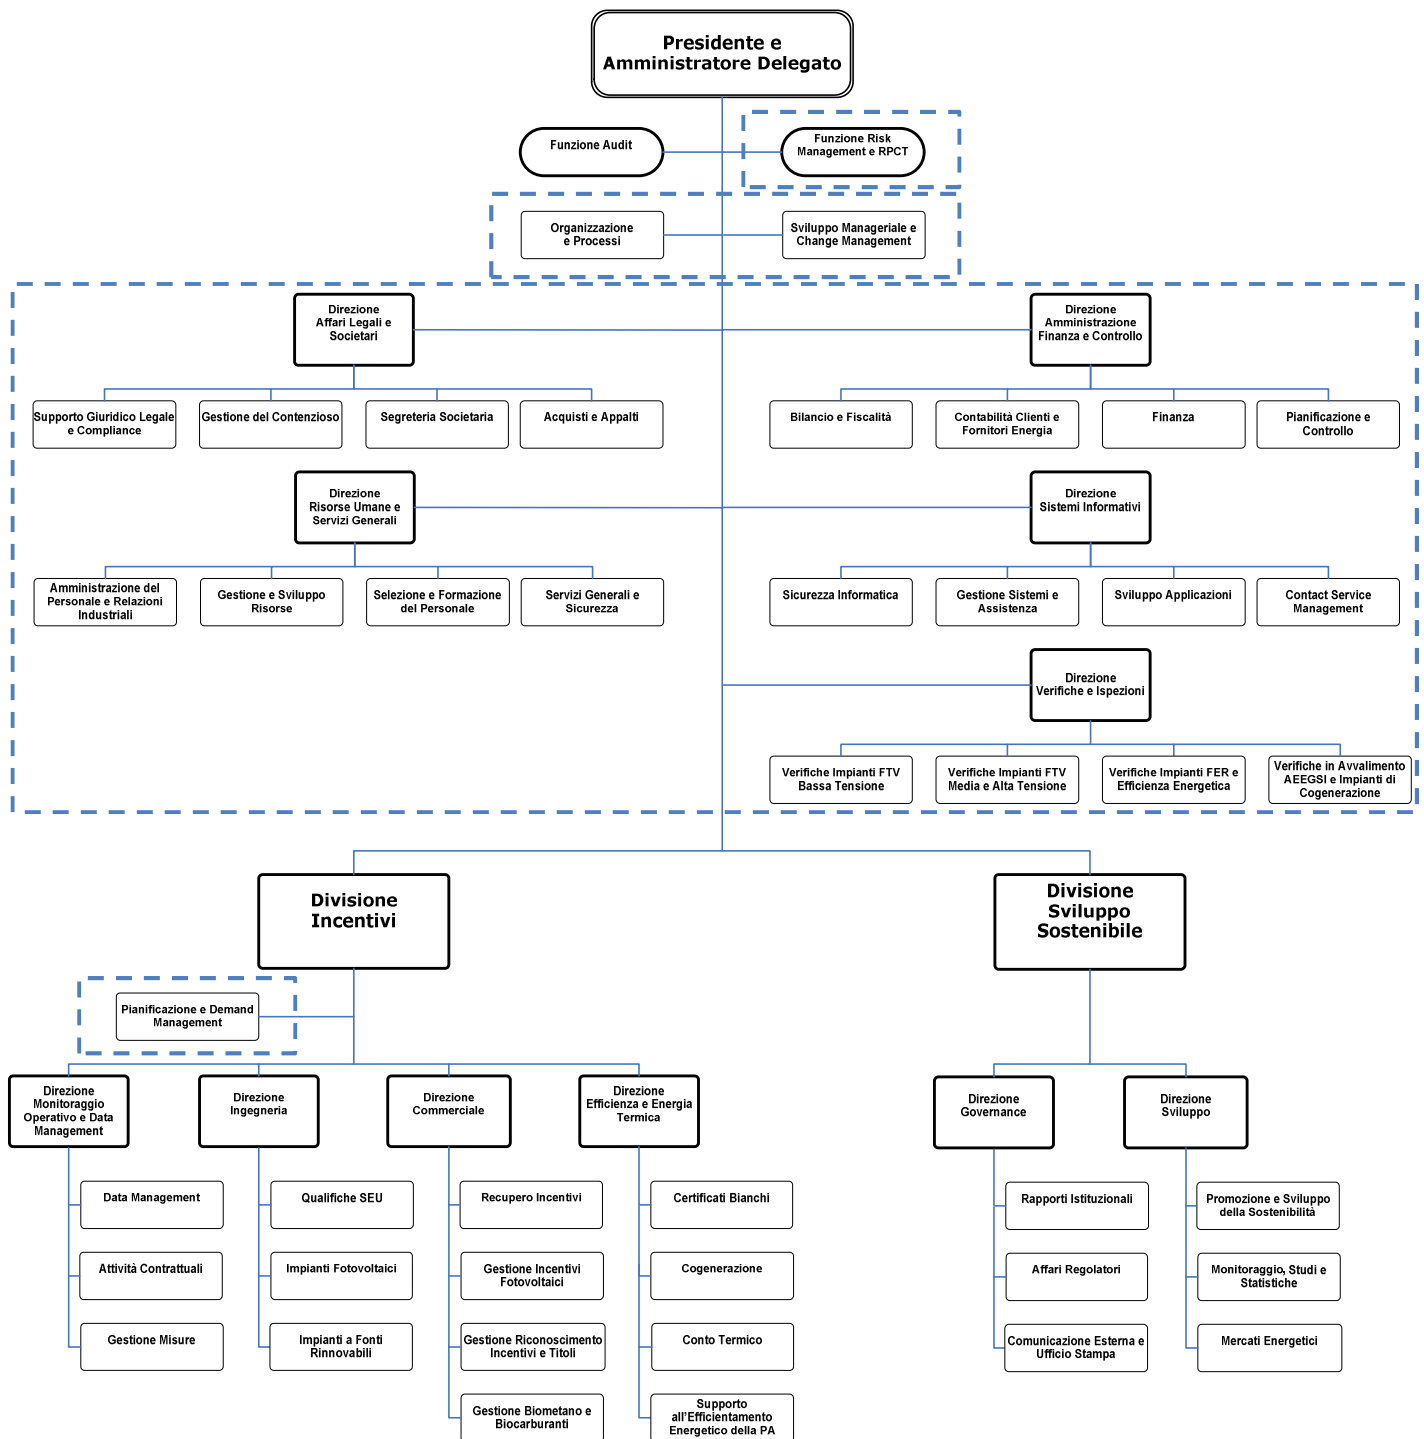 Presidente e
Amministratore Delegato
Funzione Audit
Funzione Risk
Management e RPCT
Organizzazione
e Processi
Sviluppo Manageriale e
Change Management
Direzione
Affari Legali e
Societari
Direzione
Amministrazione
Finanza e Controllo
Supporto Giuridico Legale
e Compliance
Gestione del Contenzioso
Segreteria Societaria
Acquisti e Appalti
Bilancio e Fiscalità
Contabilità Clienti e
Fornitori Energia
Finanza
Pianificazione e
Controllo
Direzione
Risorse Umane e
Servizi Generali
Direzione
Sistemi Informativi
Amministrazione del
Personale e Relazioni
Industriali
Gestione e Sviluppo
Risorse
Selezione e Formazione
del Personale
Servizi Generali e
Sicurezza
Sicurezza Informatica
Gestione Sistemi e
Assistenza
Sviluppo Applicazioni
Contact Service
Management
Direzione
Verifiche e Ispezioni
Verifiche Impianti FTV
Bassa Tensione
Verifiche Impianti FTV
Media e Alta Tensione
Verifiche Impianti FER e
Efficienza Energetica
Verifiche in Avvalimento
AEEGSI e Impianti di
Cogenerazione
Divisione
Incentivi
Divisione
Sviluppo
Sostenibile
Pianificazione e Demand
Management
Direzione
Monitoraggio
Operativo e Data
Management
Direzione
Ingegneria
Direzione
Commerciale
Direzione
Efficienza e Energia
Termica
Direzione
Governance
Direzione
Sviluppo
Data Management
Attività Contrattuali
Gestione Misure
Qualifiche SEU
Impianti Fotovoltaici
Impianti a Fonti
Rinnovabili
Recupero Incentivi
Gestione Incentivi
Fotovoltaici
Gestione Riconoscimento
Incentivi e Titoli
Gestione Biometano e
Biocarburanti
Certificati Bianchi
Cogenerazione
Conto Termico
Supporto
all'Efficientamento
Energetico della PA
Rapporti Istituzionali
Affari Regolatori
Comunicazione Esterna e
Ufficio Stampa
Promozione e Sviluppo
della Sostenibilità
Monitoraggio, Studi e
Statistiche
Mercati Energetici